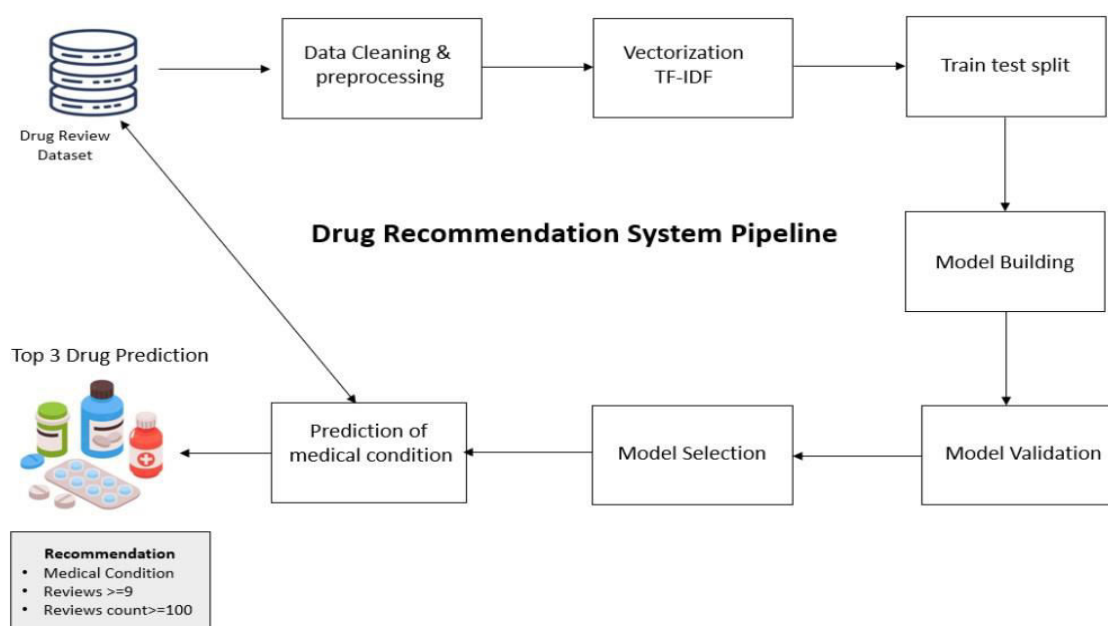 Data Cleaning &
preprocessing
Vectorization
TF-IDF
Train test split
Drug Review
Dataset
Drug Recommendation System Pipeline
Model Building
Top 3 Drug Prediction
Prediction of
medical condition
Model Selection
Model Validation
Recommendation
• Medical Condition
• Reviews >=9
• Reviews count>=100